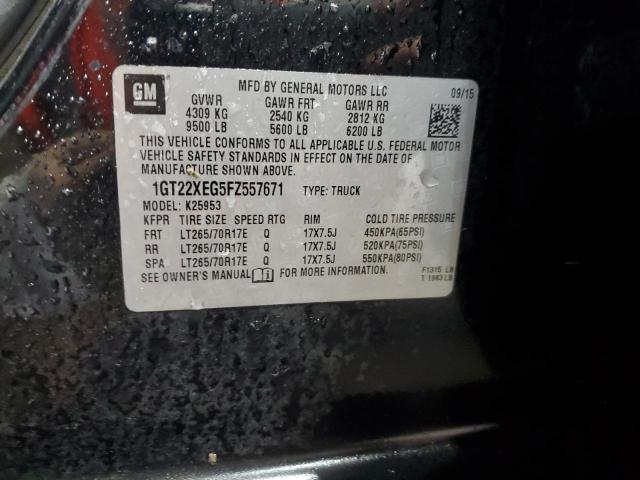 GM
MFD BY GENERAL MOTORS LLC
09/15
GVWR GAWR FRT GAWR RR
4309 KG 2540 KG 2812 KG
9500 LB 5600 LB 6200 LB
THIS VEHICLE CONFORMS TO ALL APPLICABLE U.S. FEDERAL MOTOR
VEHICLE SAFETY STANDARDS IN EFFECT ON THE DATE OF
MANUFACTURE SHOWN ABOVE.
1GT22XEG5FZ557671 TYPE: TRUCK
MODEL: K25953
KFPR TIRE SIZE SPEED RTG RIM COLD TIRE PRESSURE
FRT LT265/70R17E Q 17X7.5J 450KPA(65PSI)
RR LT265/70R17E Q 17X7.5J 520KPA(75PSI)
SPA LT265/70R17E Q 17X7.5J 550KPA(80PSI)
SEE OWNER'S MANUAL FOR MORE INFORMATION
F1315 LB
T 1983 LB